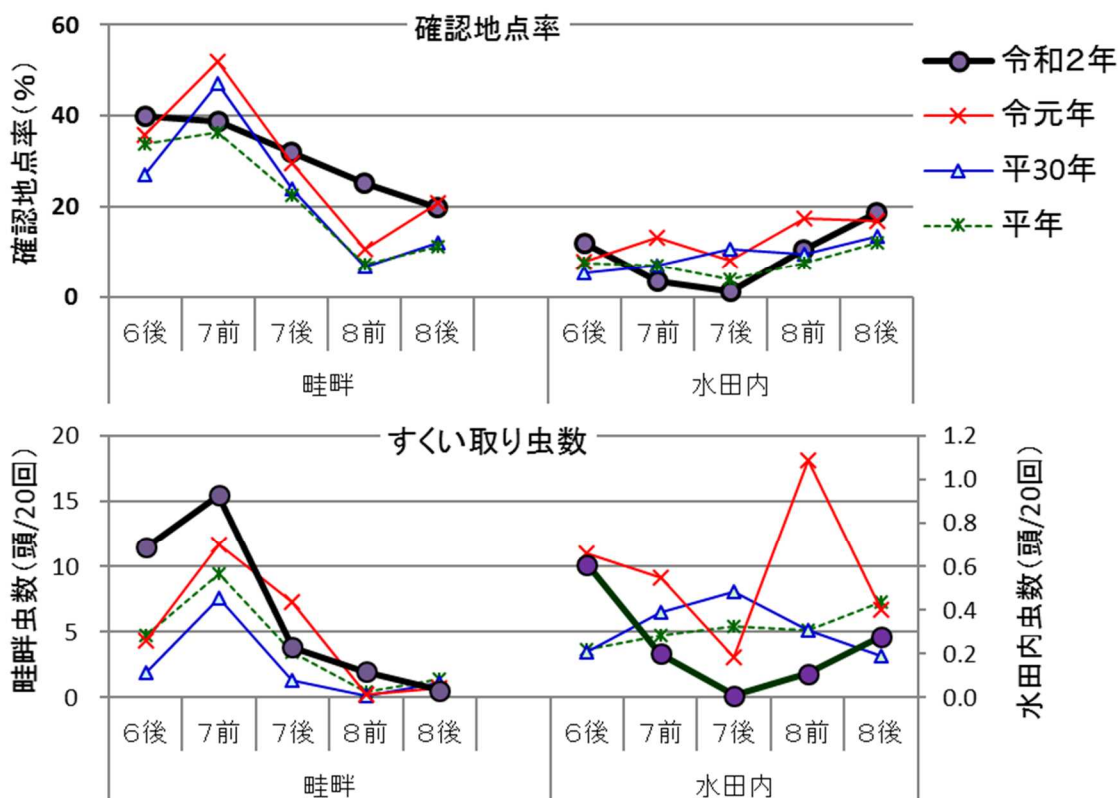 確認地点率
確認地点率(%)
60
40
20
0
6後 7前 7後 8前 8後 6後 7前 7後 8前 8後
畦畔 水田内
令和2年
令元年
平30年
平年
すくい取り虫数
畦畔虫数(頭/20回)
20
15
10
5
0
1.2
1.0
0.8
0.6
0.4
0.2
0.0
水田内虫数(頭/20回)
6後 7前 7後 8前 8後 6後 7前 7後 8前 8後
畦畔 水田内